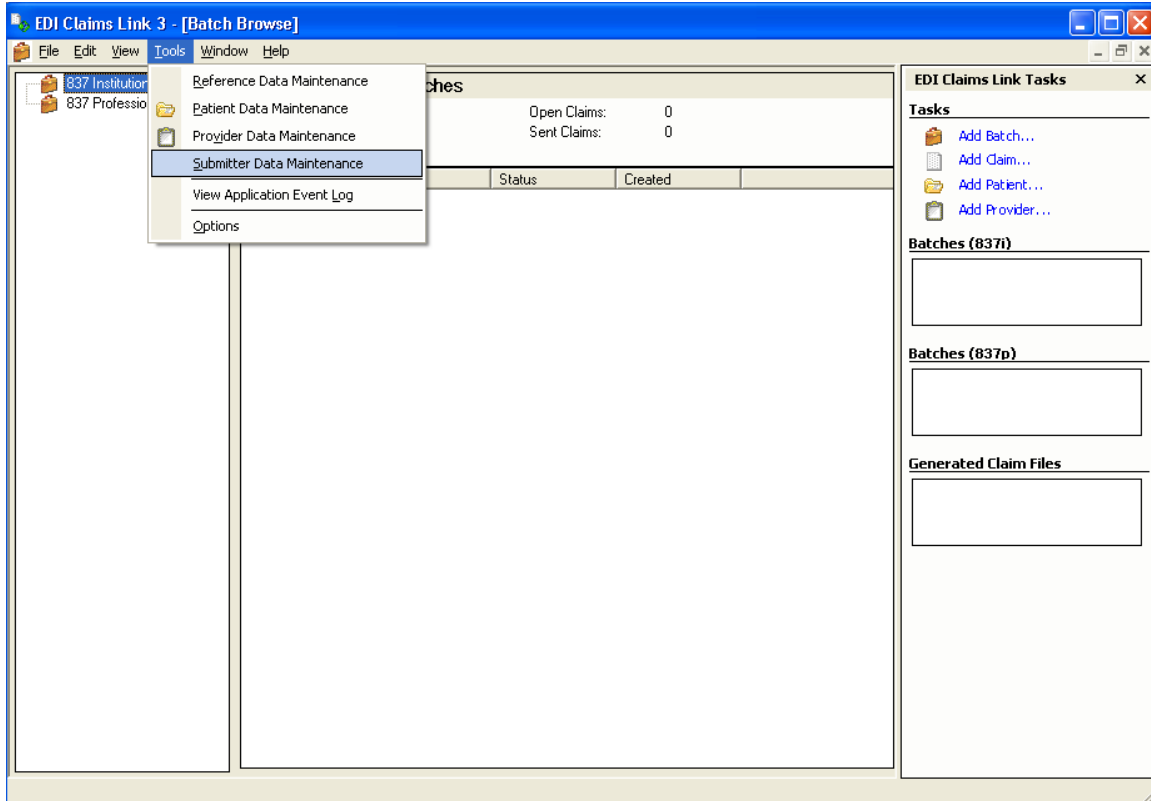 EDI Claims Link 3 - [Batch Browse]
File Edit View Tools Window Help
837 Institution
837 Professio
Reference Data Maintenance
Patient Data Maintenance
Provider Data Maintenance
Submitter Data Maintenance
View Application Event Log
Options
ches
Open Claims: 0
Sent Claims: 0
Status Created
EDI Claims Link Tasks
Tasks
Add Batch...
Add Claim...
Add Patient...
Add Provider...
Batches (837i)
Batches (837p)
Generated Claim Files